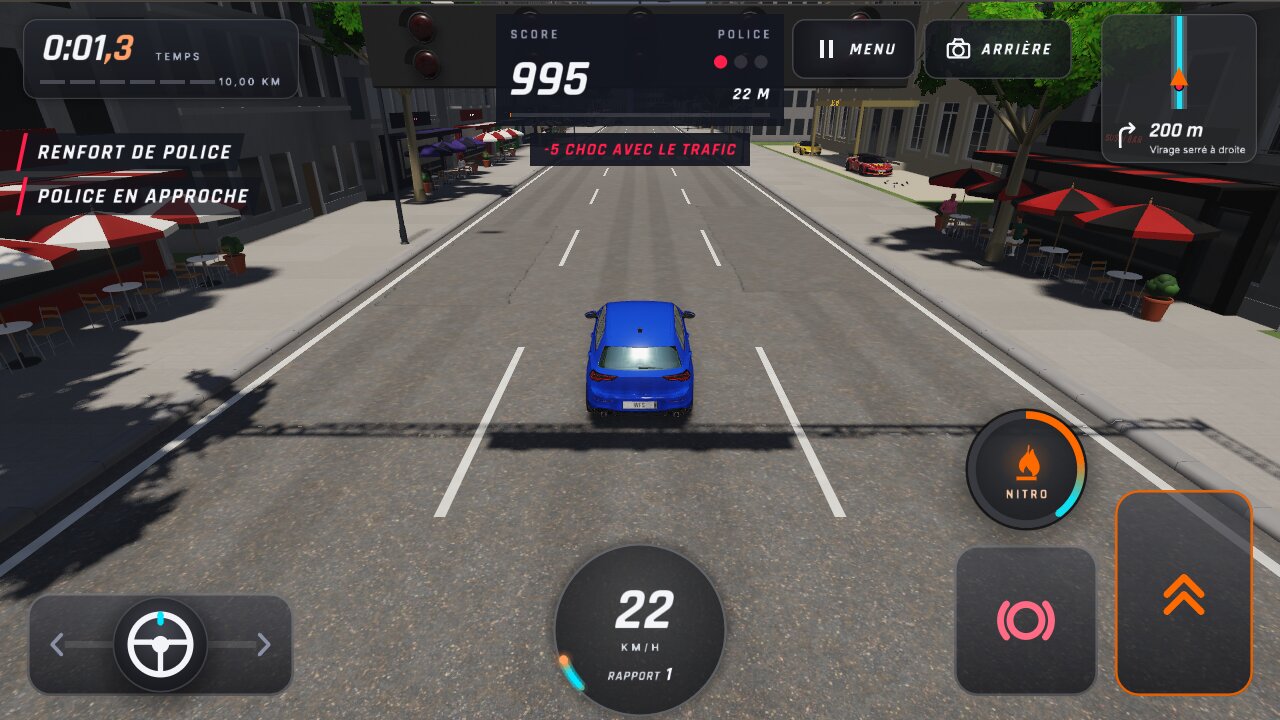 0:01,3 TEMPS
10,00 KM
SCORE
995
POLICE
22 M
MENU
ARRIÈRE
-5 CHOC AVEC LE TRAFIC
200 m
Virage serré à droite
RENFORT DE POLICE
POLICE EN APPROCHE
WFS
NITRO
22
KM/H
RAPPORT 1